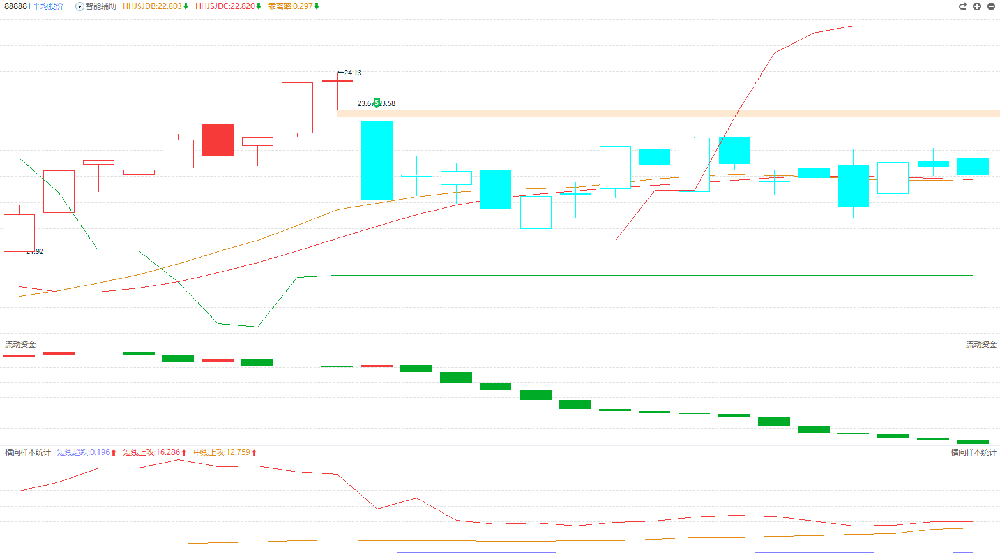 888881 平均股价 智能辅助 HHJSJDB:22.803 HHJSJDC:22.820 乖离率:0.297
24.13
23.67 S 23.58
21.92
流动资金 流动资金
横向样本统计 短线超跌:0.196 短线上攻:16.286 中线上攻:12.759 横向样本统计